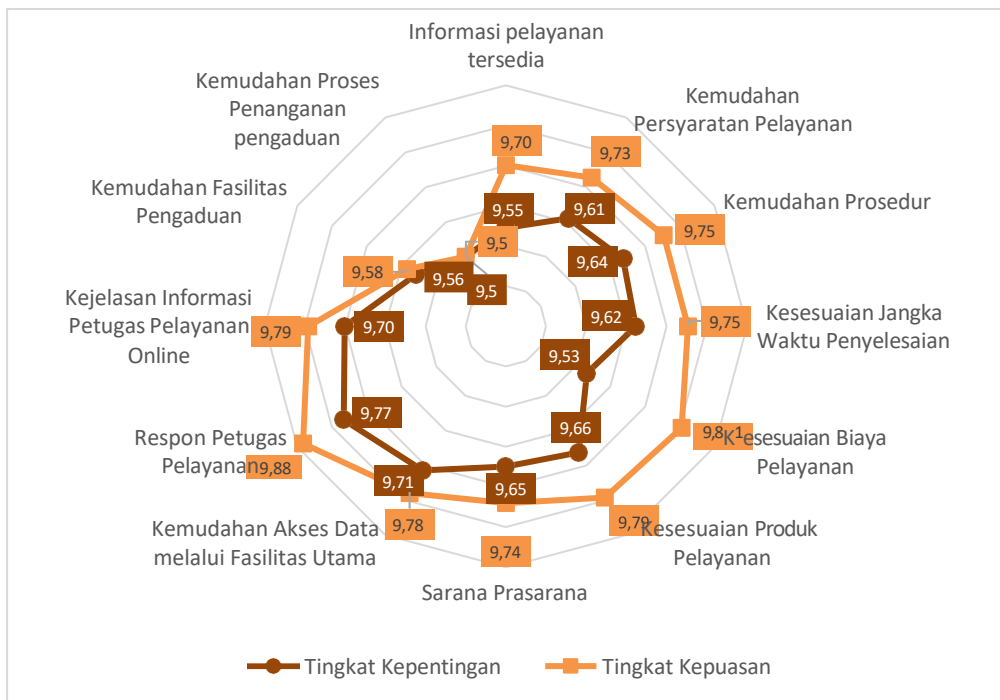 Informasi pelayanan
tersedia
Kemudahan
Persyaratan Pelayanan
Kemudahan Prosedur
Kesesuaian Jangka
Waktu Penyelesaian
Kesesuaian Biaya
Pelayanan
Kesesuaian Produk
Pelayanan
Sarana Prasarana
Kemudahan Akses Data
melalui Fasilitas Utama
Respon Petugas
Pelayanan
Kejelasan Informasi
Petugas Pelayanan
Online
Kemudahan Fasilitas
Pengaduan
Kemudahan Proses
Penanganan
pengaduan
9,70
9,73
9,75
9,75
9,81
9,79
9,74
9,78
9,88
9,79
9,58
9,5
9,55
9,61
9,64
9,62
9,53
9,66
9,65
9,71
9,77
9,70
9,56
9,5
Tingkat Kepentingan
Tingkat Kepuasan